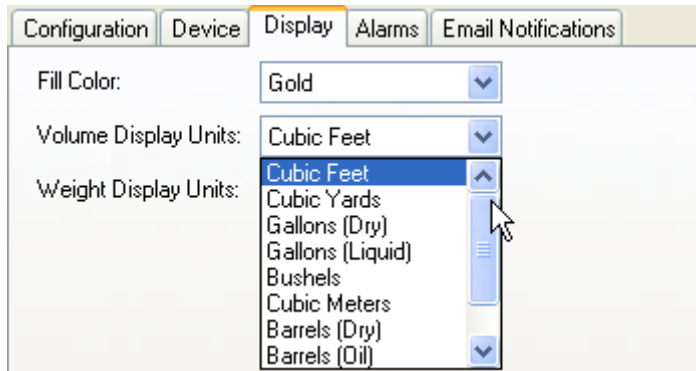 Configuration Device Display Alarms Email Notifications
Fill Color: Gold
Volume Display Units: Cubic Feet
Weight Display Units:
Cubic Feet
Cubic Yards
Gallons (Dry)
Gallons (Liquid)
Bushels
Cubic Meters
Barrels (Dry)
Barrels (Oil)